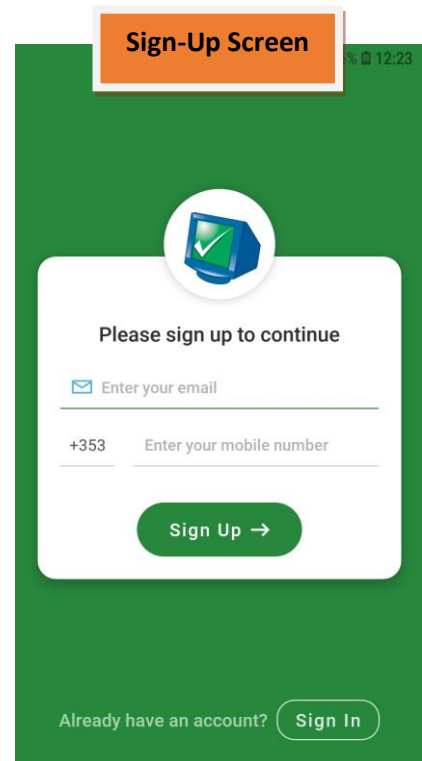 Sign-Up Screen
12:23
Please sign up to continue
Enter your email
+353 Enter your mobile number
Sign Up →
Already have an account? Sign In